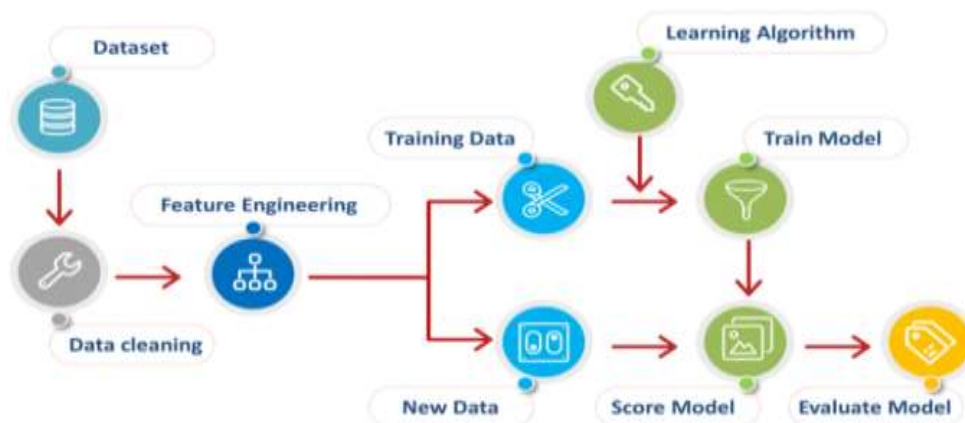 Dataset
Learning Algorithm
Training Data
Train Model
Feature Engineering
Data cleaning
New Data
Score Model
Evaluate Model